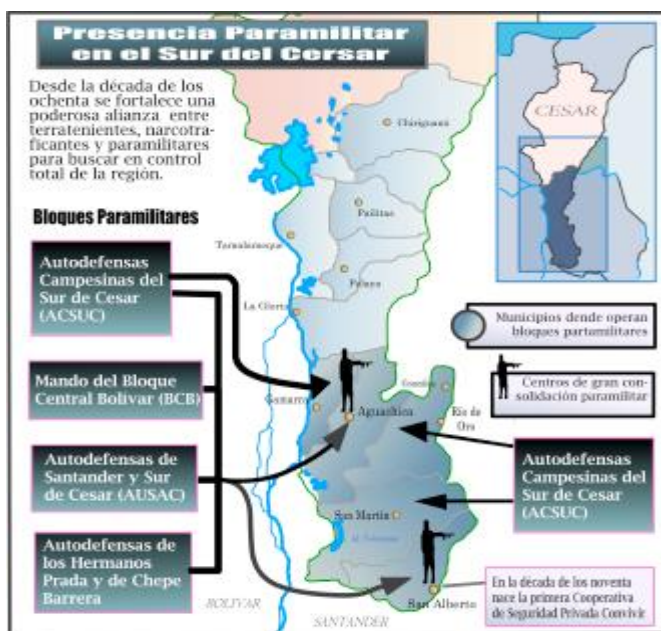 Presencia Paramilitar
en el Sur del Cersar
Desde la década de los
ochenta se fortalece una
poderosa alianza entre
terratenientes, narcotra-
ficantes y paramilitares
para buscar en control
total de la región.
Bloques Paramilitares
Autodefensas
Campesinas del
Sur de Cesar
(ACSUC)
Mando del Bloque
Central Bolívar (BCB)
Autodefensas de
Santander y Sur
de Cesar (AUSAC)
Autodefensas de
los Hermanos
Prada y de Chepe
Barrera
CESAR
Chiriguaná
Pailitas
Tamalameque
Pelaya
La Gloria
Gamarra
Aguachica
González
Río de
Oro
San Martín
San Alberto
BOLIVAR
SANTANDER
Municipios dende operan
bloques partamilitares
Centros de gran con-
solidación paramilitar
Autodefensas
Campesinas del
Sur de Cesar
(ACSUC)
En la década de los noventa
nace la primera Cooperativa
de Seguridad Privada Convivir